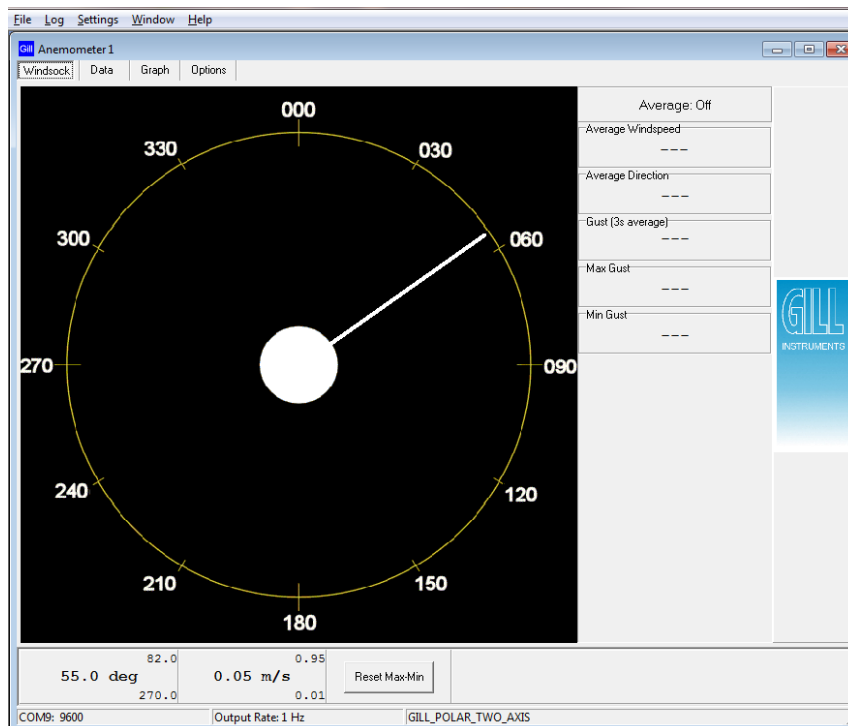 File Log Settings Window Help
Gill Anemometer1
Windsock Data Graph Options
000
030
060
090
120
150
180
210
240
270
300
330
Average: Off
Average Windspeed
---
Average Direction
---
Gust (3s average)
---
Max Gust
---
Min Gust
---
GILL
INSTRUMENTS
82.0
55.0 deg
270.0
0.95
0.05 m/s
0.01
Reset Max-Min
COM9: 9600 Output Rate: 1 Hz GILL_POLAR_TWO_AXIS